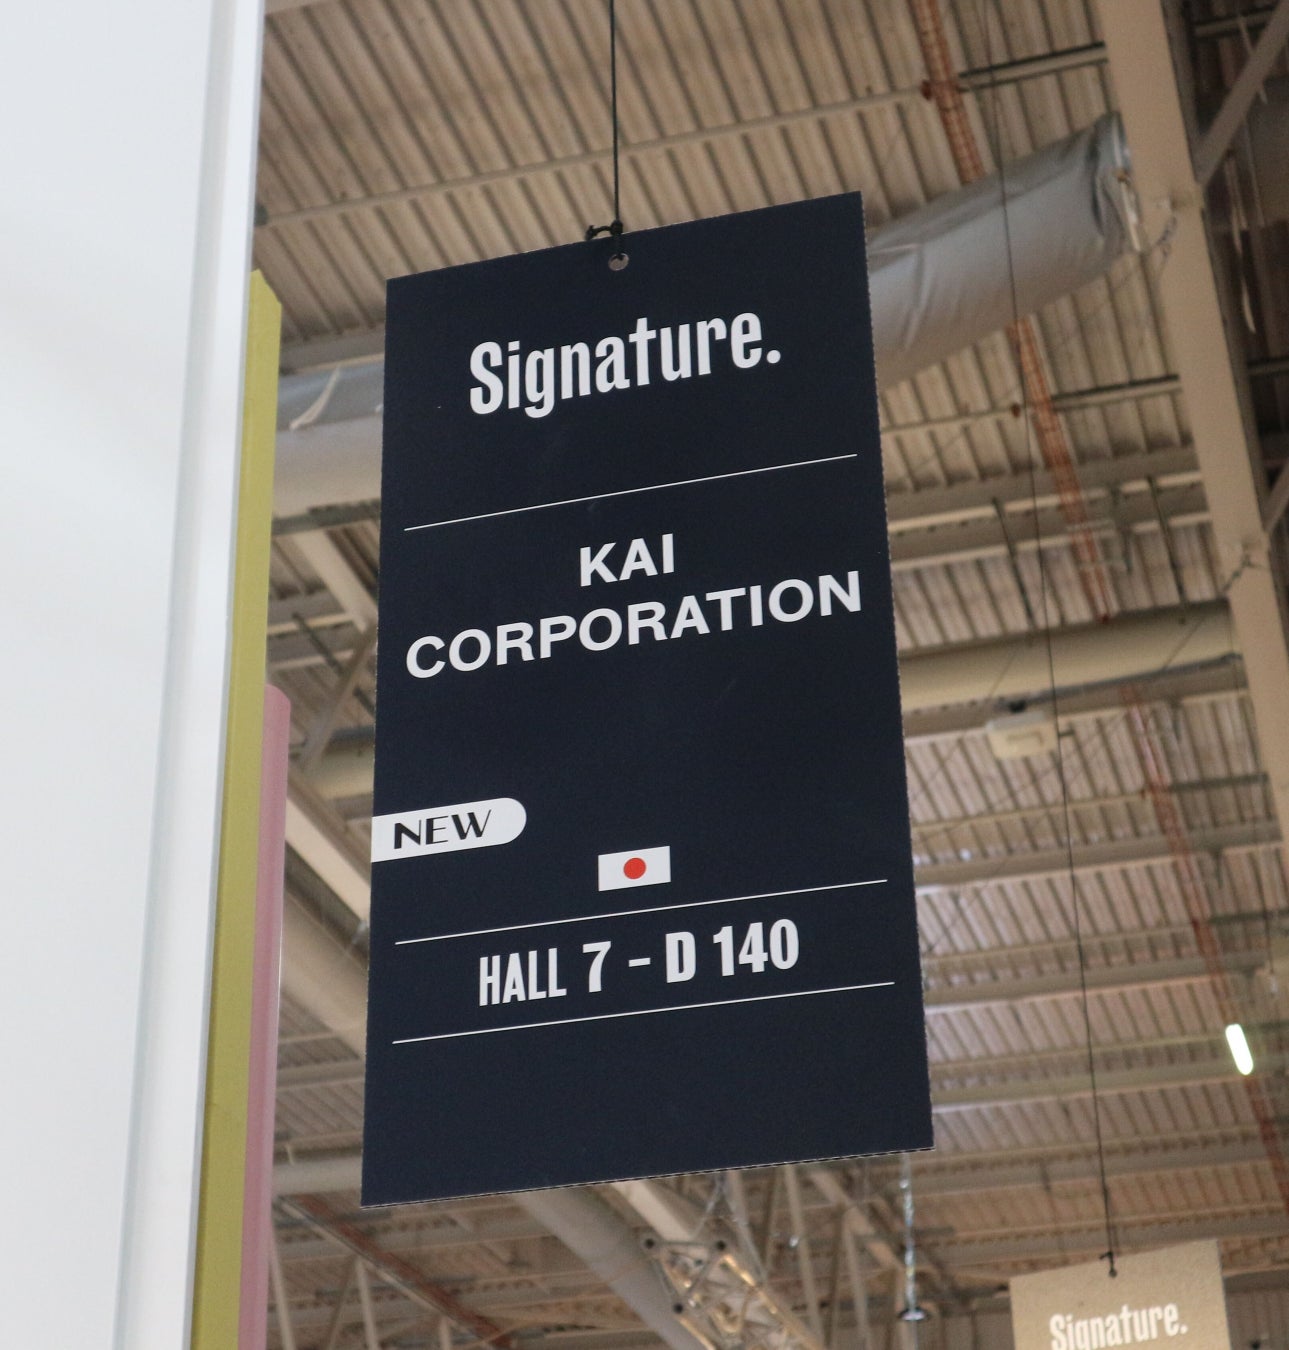 Signature.
KAI
CORPORATION
NEW
HALL 7 - D 140
Signature.